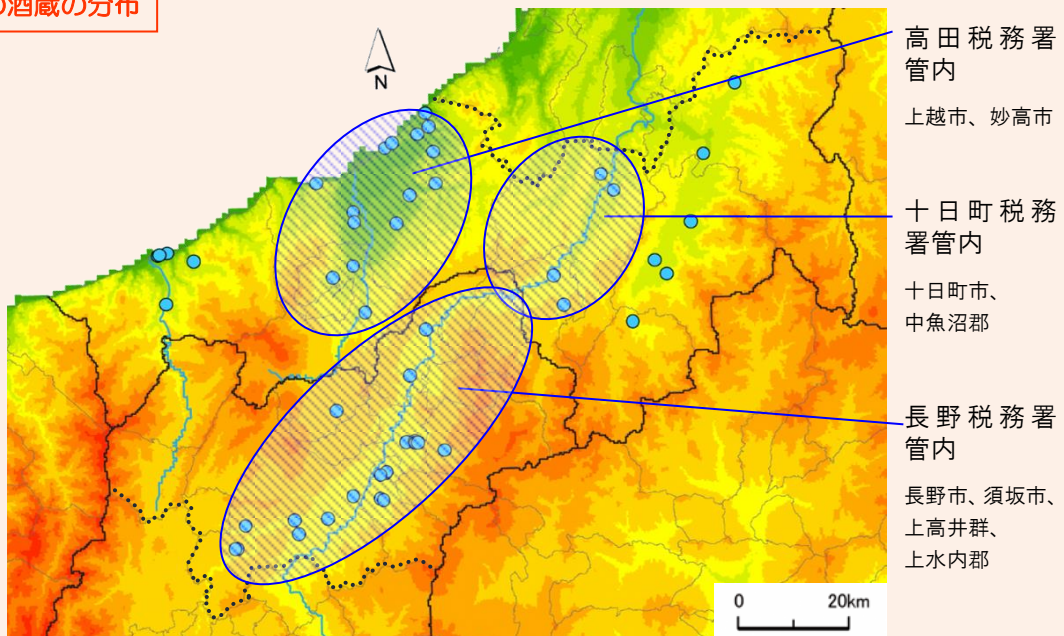 の酒蔵の分布
N
高田税務署
管内
上越市、妙高市
十日町税務
署管内
十日町市、
中魚沼郡
長野税務署
管内
長野市、須坂市、
上高井群、
上水内郡
0 20km